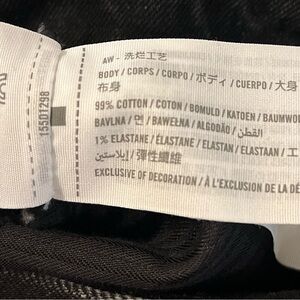 155D1298
AW - 洗烂工艺
BODY / CORPS / CORPO / ボディ / CUERPO / 大身
布身
99% COTTON / COTON / BOMULD / KATOEN / BAUMWOL
BAVLNA / 면 / BAWEŁNA / ALGODÃO / القطن
1% ELASTANE / ÉLASTANE / ELASTAN / ELASTAAN
إيلاستين / 彈性纖維
EXCLUSIVE OF DECORATION / À L'EXCLUSION DE LA DÉ